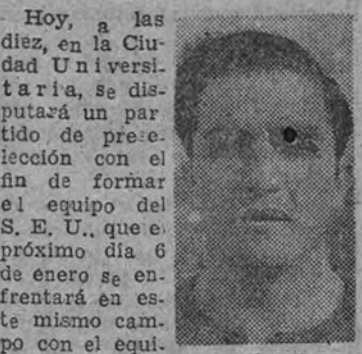 Hoy, a las
diez, en la Ciu-
dad Universi-
taria, se dis-
putará un par
tido de prese-
lección con el
fin de formar
el equipo del
S. E. U., que el
próximo día 6
de enero se en-
frentará en es-
te mismo cam-
po con el equi-